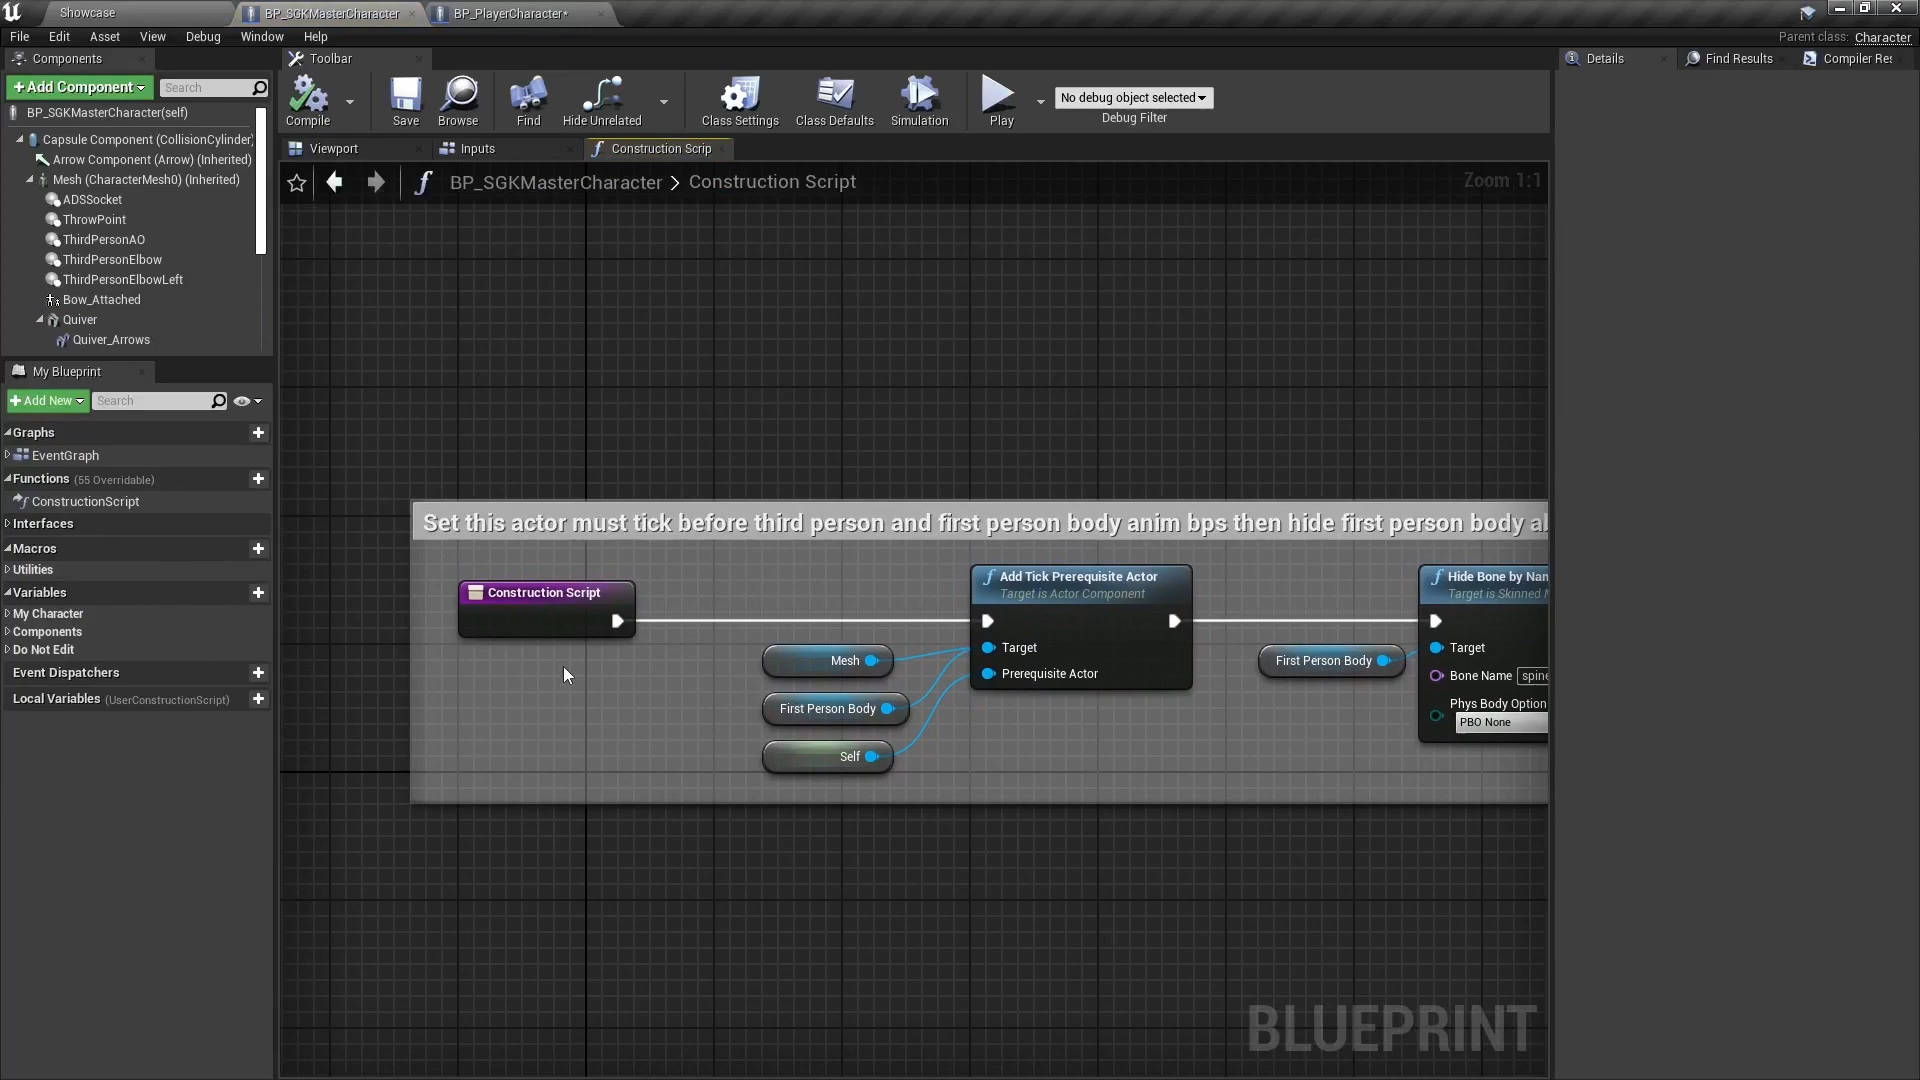 Showcase
BP_SGKMasterCharacter
BP_PlayerCharacter*
File Edit Asset View Debug Window Help
Parent class: Character
Components
Toolbar
Details
Find Results
Compiler Res
+ Add Component
Search
BP_SGKMasterCharacter(self)
Capsule Component (CollisionCylinder)
Arrow Component (Arrow) (Inherited)
Mesh (CharacterMesh0) (Inherited)
ADSSocket
ThrowPoint
ThirdPersonAO
ThirdPersonElbow
ThirdPersonElbowLeft
Bow_Attached
Quiver
Quiver_Arrows
Compile
Save
Browse
Find
Hide Unrelated
Class Settings
Class Defaults
Simulation
Play
No debug object selected
Debug Filter
Viewport
Inputs
Construction Scrip
BP_SGKMasterCharacter > Construction Script
Zoom 1:1
My Blueprint
+ Add New
Search
Graphs
EventGraph
Functions (55 Overridable)
ConstructionScript
Interfaces
Macros
Utilities
Variables
My Character
Components
Do Not Edit
Event Dispatchers
Local Variables (UserConstructionScript)
Set this actor must tick before third person and first person body anim bps then hide first person body al
Construction Script
Mesh
First Person Body
Self
Add Tick Prerequisite Actor
Target is Actor Component
Target
Prerequisite Actor
First Person Body
Hide Bone by Nam
Target is Skinned M
Target
Bone Name spine
Phys Body Option
PBO None
BLUEPRINT